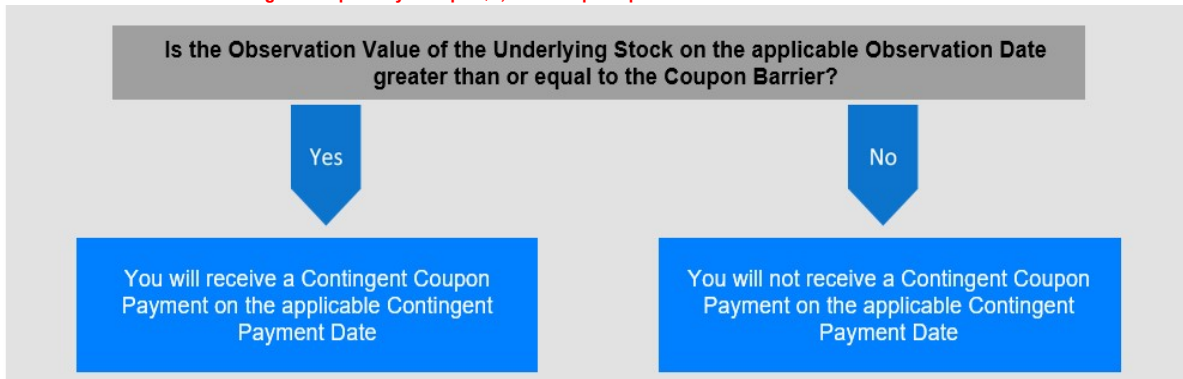 Is the Observation Value of the Underlying Stock on the applicable Observation Date
greater than or equal to the Coupon Barrier?
Yes
No
You will receive a Contingent Coupon
Payment on the applicable Contingent
Payment Date
You will not receive a Contingent Coupon
Payment on the applicable Contingent
Payment Date